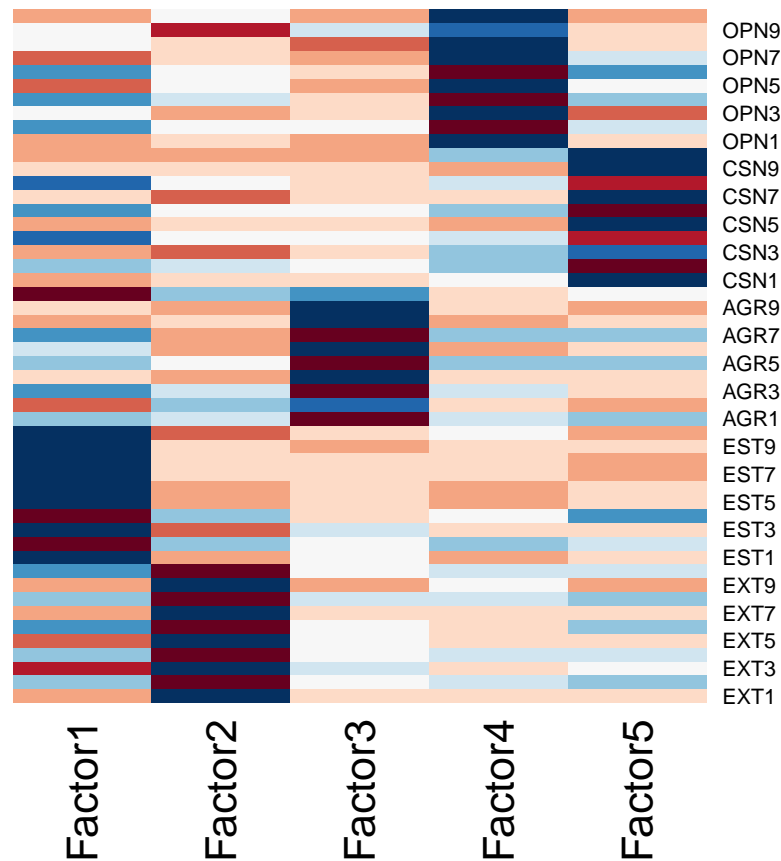 OPN9
OPN7
OPN5
OPN3
OPN1
CSN9
CSN7
CSN5
CSN3
CSN1
AGR9
AGR7
AGR5
AGR3
AGR1
EST9
EST7
EST5
EST3
EST1
EXT9
EXT7
EXT5
EXT3
EXT1
Factor1
Factor2
Factor3
Factor4
Factor5